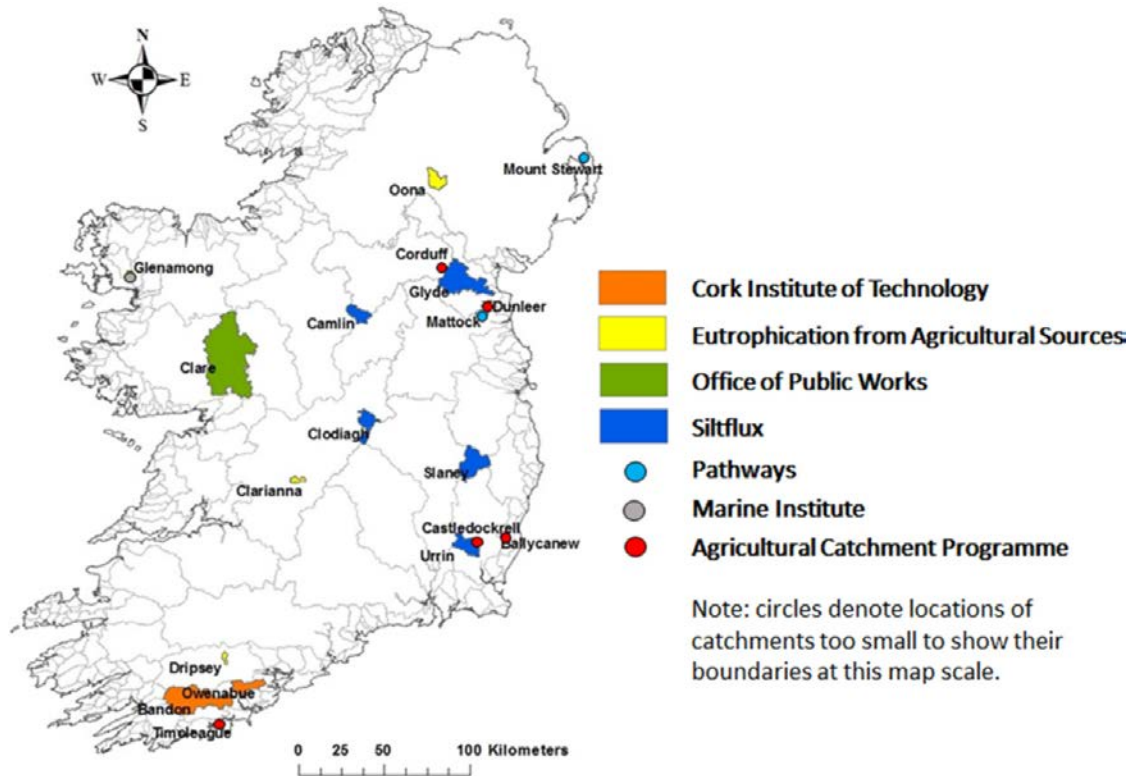 N
W E
S
Mount Stewart
Oona
Corduff
Glenamong
Glyde
Dunleer
Camlin
Mattock
Clare
Clodiagh
Slaney
Clarianna
Castledockrell
Ballycanew
Urrin
Dripsey
Owenabue
Bandon
Timoleague
0 25 50 100 Kilometers
Cork Institute of Technology
Eutrophication from Agricultural Sources
Office of Public Works
Siltflux
Pathways
Marine Institute
Agricultural Catchment Programme
Note: circles denote locations of
catchments too small to show their
boundaries at this map scale.